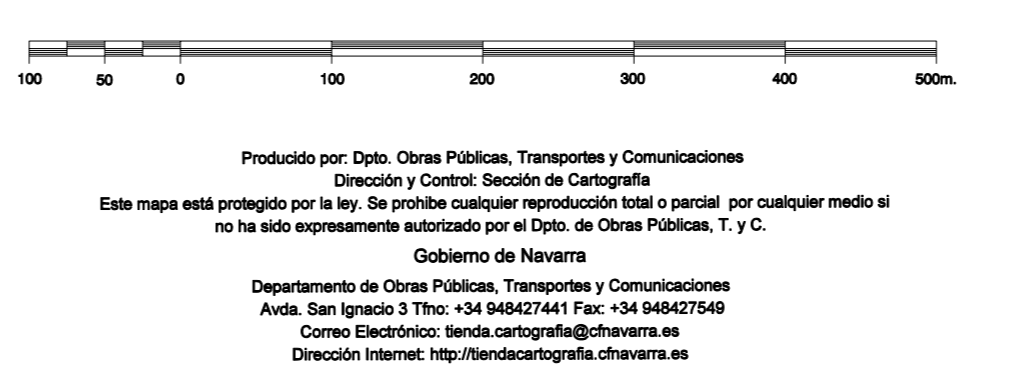 100 50 0 100 200 300 400 500m.
Producido por: Dpto. Obras Públicas, Transportes y Comunicaciones
Dirección y Control: Sección de Cartografía
Este mapa está protegido por la ley. Se prohibe cualquier reproducción total o parcial por cualquier medio si
no ha sido expresamente autorizado por el Dpto. de Obras Públicas, T. y C.
Gobierno de Navarra
Departamento de Obras Públicas, Transportes y Comunicaciones
Avda. San Ignacio 3 Tfno: +34 948427441 Fax: +34 948427549
Correo Electrónico: tienda.cartografia@cfnavarra.es
Dirección Internet: http://tiendacartografia.cfnavarra.es